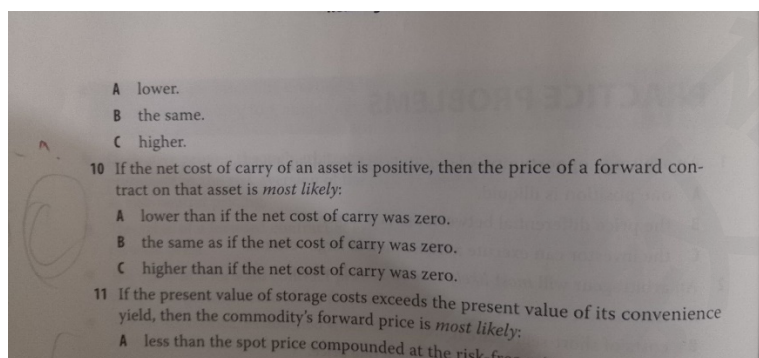 A lower.
B the same.
C higher.
10 If the net cost of carry of an asset is positive, then the price of a forward con-
tract on that asset is most likely:
A lower than if the net cost of carry was zero.
B the same as if the net cost of carry was zero.
C higher than if the net cost of carry was zero.
11 If the present value of storage costs exceeds the present value of its convenience
yield, then the commodity's forward price is most likely:
A less than the spot price compounded at the risk-free